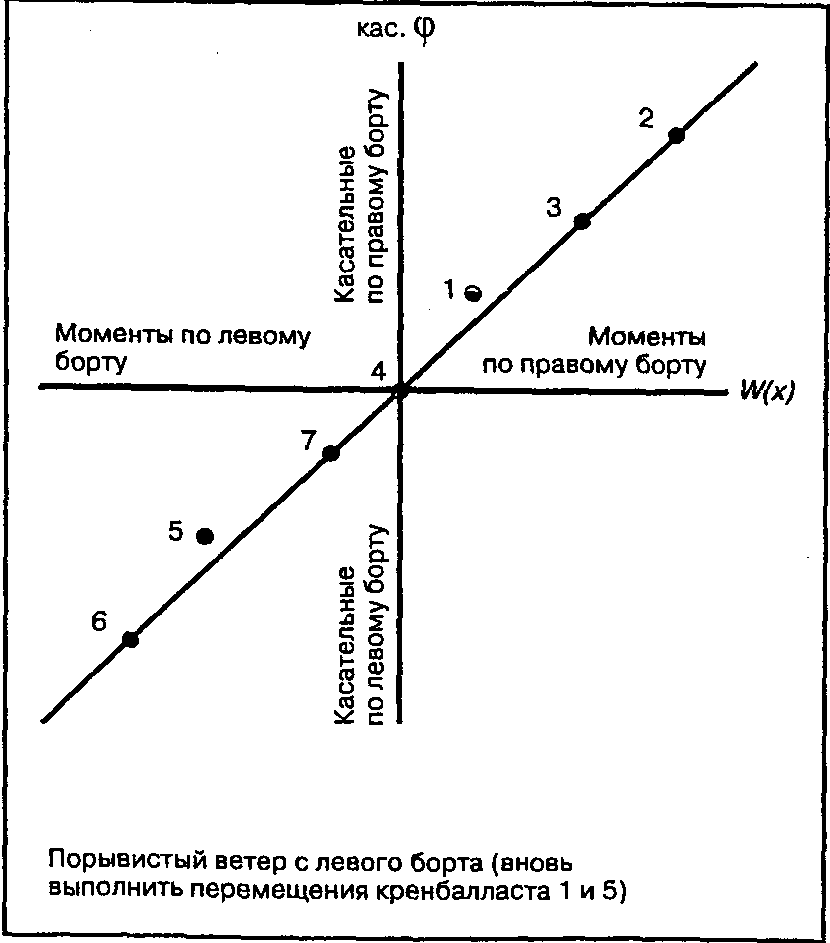 кас. φ
2
Касательные
по правому борту
3
1
Моменты по левому
борту
Моменты
по правому борту
4
W(x)
7
5
Касательные
по левому борту
6
Порывистый ветер с левого борта (вновь
выполнить перемещения кренбалласта 1 и 5)